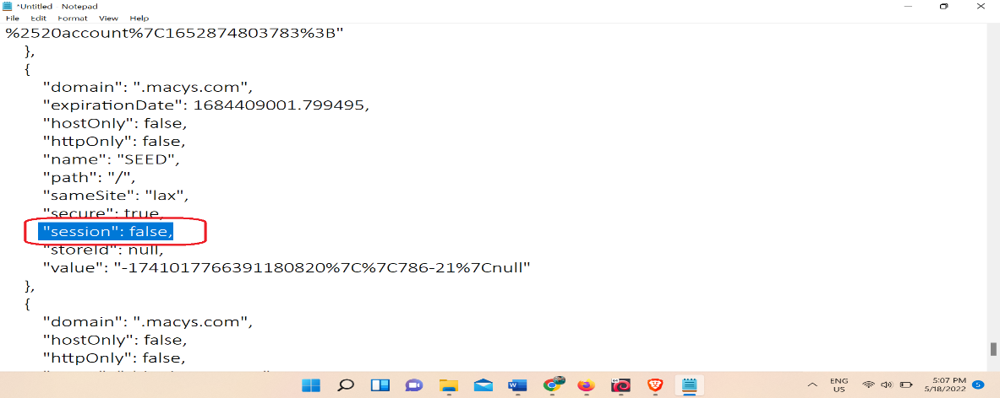 *Untitled - Notepad
File Edit Format View Help
%2520account%7C1652874803783%3B"
},
{
"domain": ".macys.com",
"expirationDate": 1684409001.799495,
"hostOnly": false,
"httpOnly": false,
"name": "SEED",
"path": "/",
"sameSite": "lax",
"secure": true,
"session": false,
"storeId": null,
"value": "-1741017766391180820%7C%7C786-21%7Cnull"
},
{
"domain": ".macys.com",
"hostOnly": false,
"httpOnly": false,
W
ENG
US
5:07 PM
5/18/2022
5